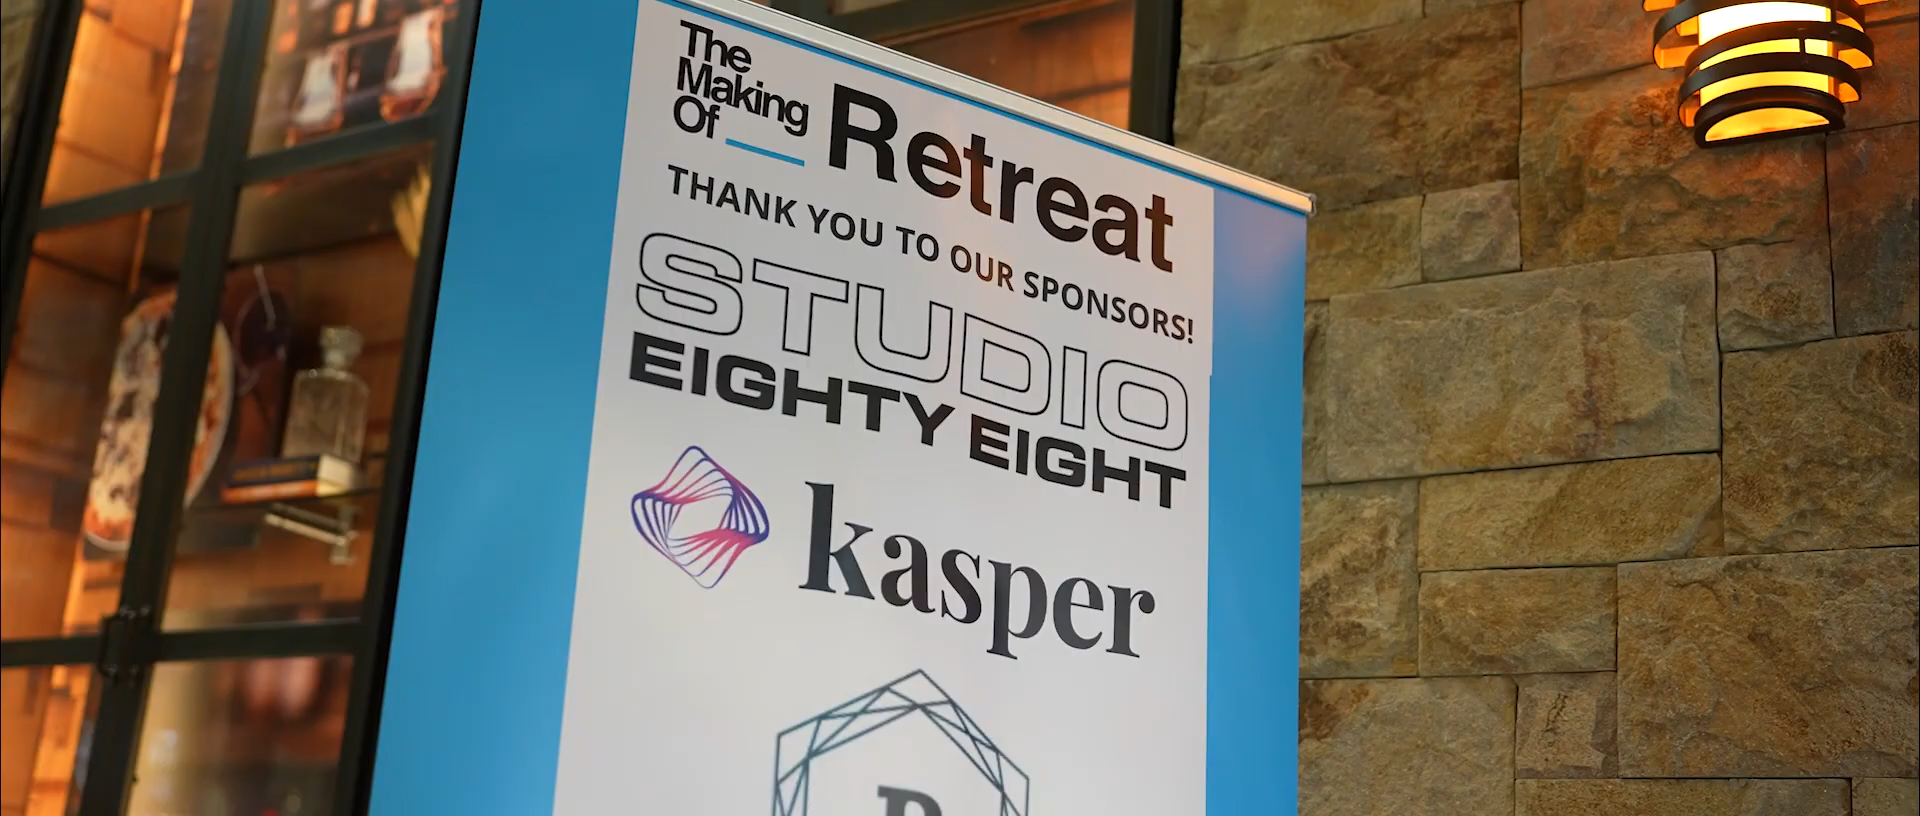 The
Making
Of
Retreat
THANK YOU TO OUR SPONSORS!
STUDIO
EIGHTY EIGHT
kasper